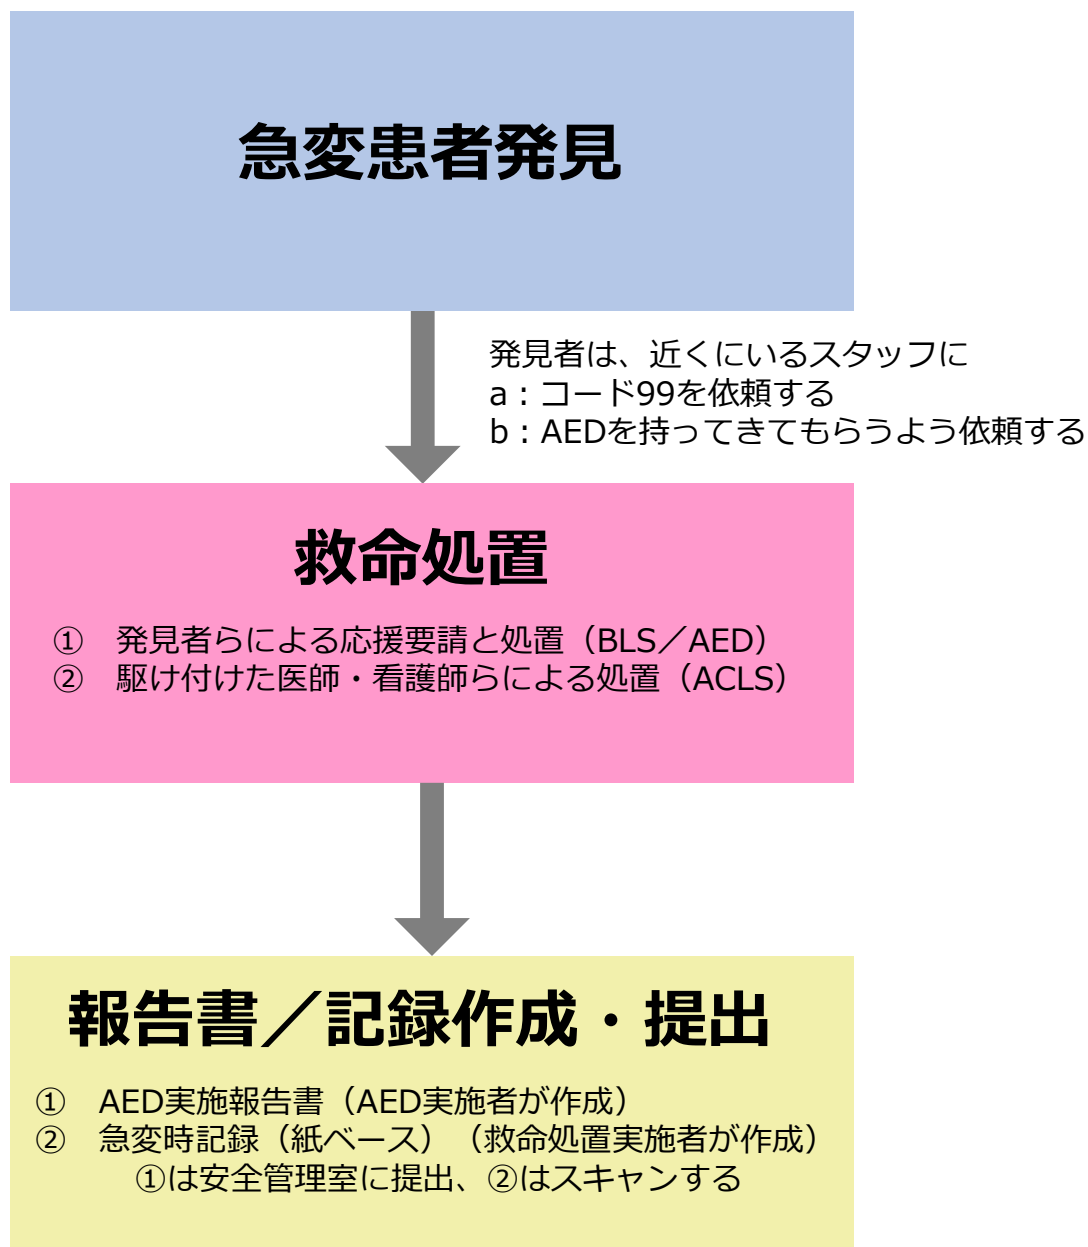 急変患者発見
発見者は、近くにいるスタッフに
a：コード99を依頼する
b：AEDを持ってきてもらうよう依頼する
救命処置
①　発見者らによる応援要請と処置（BLS／AED）
②　駆け付けた医師・看護師らによる処置（ACLS）
報告書／記録作成・提出
①　AED実施報告書（AED実施者が作成）
②　急変時記録（紙ベース）（救命処置実施者が作成）
①は安全管理室に提出、②はスキャンする